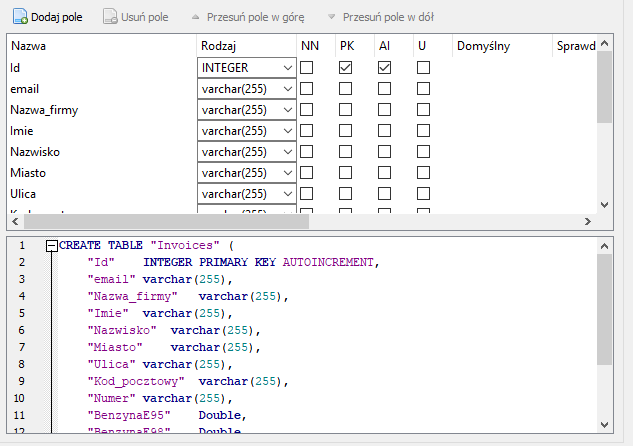 Dodaj pole Usuń pole Przesuń pole w górę Przesuń pole w dół
Nazwa Rodzaj NN PK AI U Domyślny Sprawd
Id INTEGER
email varchar(255)
Nazwa_firmy varchar(255)
Imie varchar(255)
Nazwisko varchar(255)
Miasto varchar(255)
Ulica varchar(255)
1 CREATE TABLE "Invoices" (
2 "Id" INTEGER PRIMARY KEY AUTOINCREMENT,
3 "email" varchar(255),
4 "Nazwa_firmy" varchar(255),
5 "Imie" varchar(255),
6 "Nazwisko" varchar(255),
7 "Miasto" varchar(255),
8 "Ulica" varchar(255),
9 "Kod_pocztowy" varchar(255),
10 "Numer" varchar(255),
11 "BenzynaE95" Double,
12 "BenzynaE98" Double,